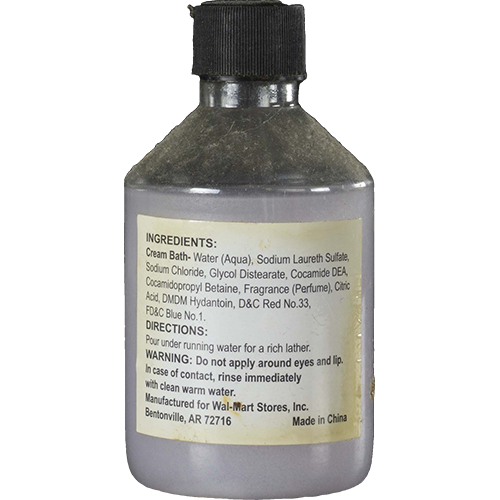 INGREDIENTS:
Cream Bath- Water (Aqua), Sodium Laureth Sulfate,
Sodium Chloride, Glycol Distearate, Cocamide DEA,
Cocamidopropyl Betaine, Fragrance (Perfume), Citric
Acid, DMDM Hydantoin, D&C Red No.33,
FD&C Blue No.1.
DIRECTIONS:
Pour under running water for a rich lather.
WARNING: Do not apply around eyes and lip.
In case of contact, rinse immediately
with clean warm water.
Manufactured for Wal-Mart Stores, Inc.
Bentonville, AR 72716 Made in China